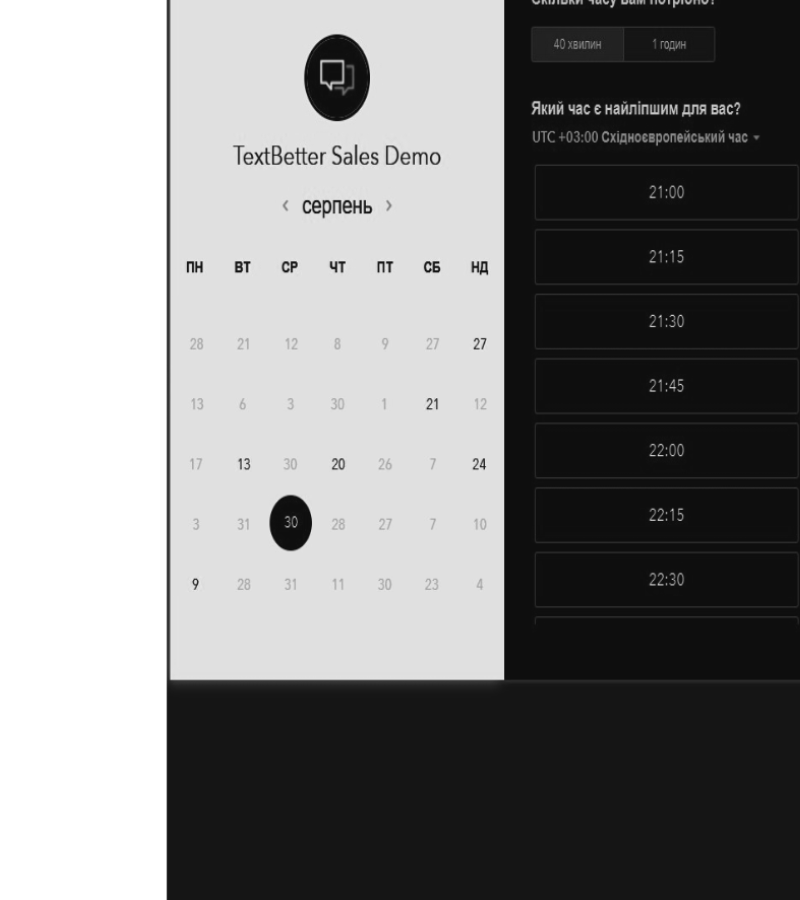 TextBetter Sales Demo
‹ серпень ›
ПН ВТ СР ЧТ ПТ СБ НД
28 21 12 8 9 27 27
13 6 3 30 1 21 12
17 13 30 20 26 7 24
3 31 30 28 27 7 10
9 28 31 11 30 23 4
Скільки часу вам потрібно?
40 хвилин 1 годин
Який час є найліпшим для вас?
UTC +03:00 Східноєвропейський час
21:00
21:15
21:30
21:45
22:00
22:15
22:30